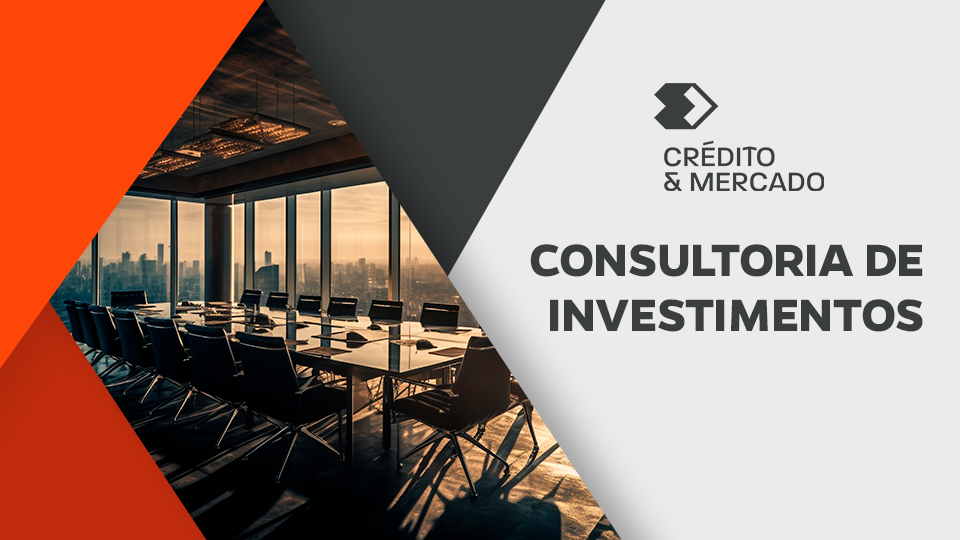 CRÉDITO
& MERCADO
CONSULTORIA DE
INVESTIMENTOS